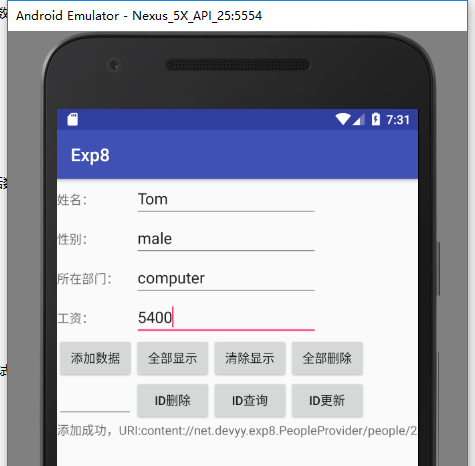 Android Emulator - Nexus_5X_API_25:5554
7:31
Exp8
姓名： Tom
性别： male
所在部门： computer
工资： 5400
添加数据 全部显示 清除显示 全部删除
ID删除 ID查询 ID更新
添加成功，URI:content://net.devyy.exp8.PeopleProvider/people/2